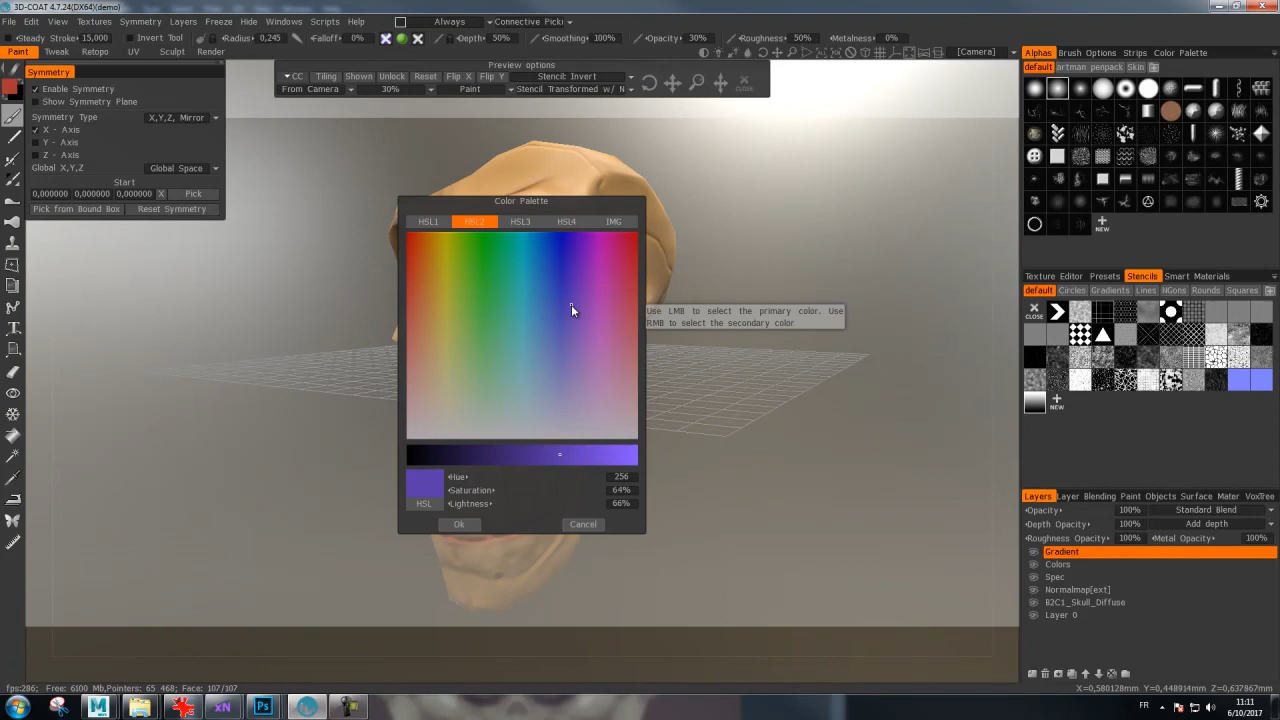 3D-COAT 4.7.24(DX64)(demo)
File Edit View Textures Symmetry Layers Freeze Hide Windows Scripts Help Always Connective Picki
Steady Stroke 15,000 Invert Tool Radius 0,245 Falloff 0% Depth 50% Smoothing 100% Opacity 30% Roughness 50% Metalness 0%
Paint Tweak Retopo UV Sculpt Render [Camera]
Symmetry
Enable Symmetry
Show Symmetry Plane
Symmetry Type X,Y,Z, Mirror
X - Axis
Y - Axis
Z - Axis
Global X,Y,Z Global Space
Start
0,000000 0,000000 0,000000 X Pick
Pick from Bound Box Reset Symmetry
Preview options
CC Tiling Shown Unlock Reset Flip X Flip Y Stencil: Invert
From Camera 30% Paint Stencil Transformed w/ N
CLOSE
Color Palette
HSL1 HSL2 HSL3 HSL4 IMG
Use LMB to select the primary color. Use
RMB to select the secondary color
Hue 256
Saturation 64%
HSL Lightness 66%
Ok Cancel
Alphas Brush Options Strips Color Palette
default artman penpack Skin
NEW
Texture Editor Presets Stencils Smart Materials
default Circles Gradients Lines NGons Rounds Squares
CLOSE
NEW
Layers Layer Blending Paint Objects Surface Mater VoxTree
Opacity 100% Standard Blend
Depth Opacity 100% Add depth
Roughness Opacity 100% Metal Opacity 100%
Gradient
Colors
Spec
Normalmap[ext]
B2C1_Skull_Diffuse
Layer 0
fps:286; Free: 6100 Mb,Pointers: 65 468; Face: 107/107
X=0,580128mm Y=0,448914mm Z=0,637867mm
M xN Ps
FR
11:11
6/10/2017